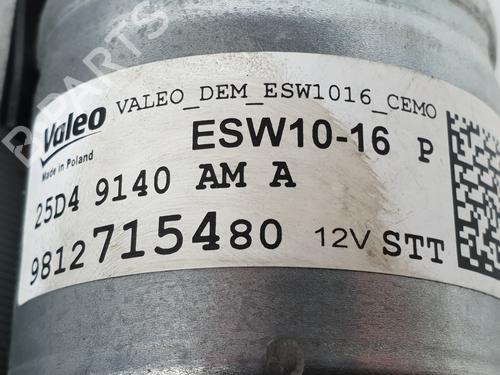 VALEO_DEM_ESW1016_CEMO
Valeo
Made in Poland
ESW10-16 P
25D4 9140 AM A
9812715480 12V STT